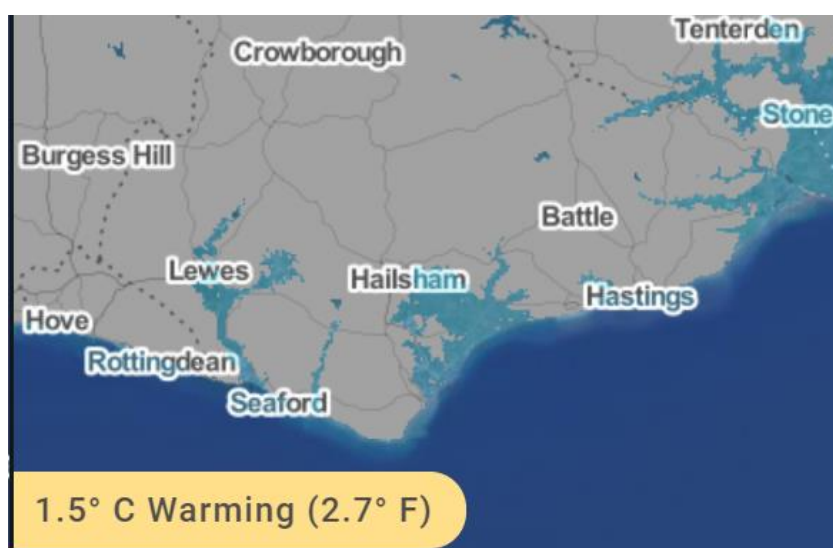 Tenterden
Crowborough
Stone
Burgess Hill
Battle
Lewes
Hailsham
Hastings
Hove
Rottingdean
Seaford
1.5° C Warming (2.7° F)